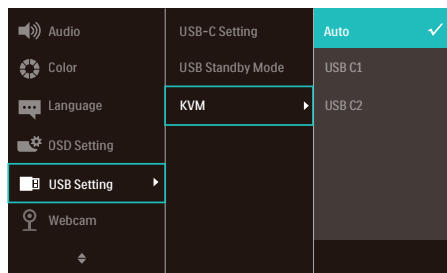 Audio
Color
Language
OSD Setting
USB Setting
Webcam
USB-C Setting
USB Standby Mode
KVM
Auto
USB C1
USB C2